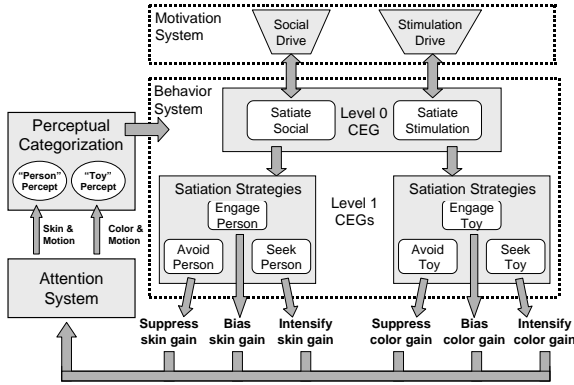 Motivation
System
Social
Drive
Stimulation
Drive
Behavior
System
Satiate
Social
Level 0
CEG
Satiate
Stimulation
Perceptual
Categorization
“Person”
Percept
“Toy”
Percept
Skin &
Motion
Color &
Motion
Attention
System
Satiation Strategies
Engage
Person
Avoid
Person
Seek
Person
Level 1
CEGs
Satiation Strategies
Engage
Toy
Avoid
Toy
Seek
Toy
Suppress
skin gain
Bias
skin gain
Intensify
skin gain
Suppress
color gain
Bias
color gain
Intensify
color gain